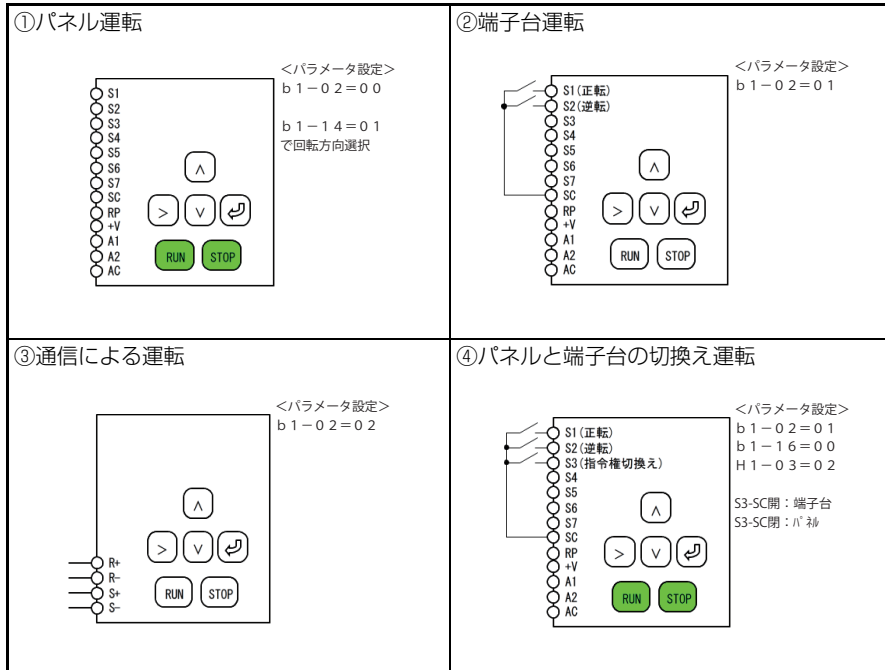 ①パネル運転
<パラメータ設定>
b1-02=00
b1-14=01
で回転方向選択
S1
S2
S3
S4
S5
S6
S7
SC
RP
+V
A1
A2
AC
∧
> ∨
RUN STOP
②端子台運転
<パラメータ設定>
b1-02=01
S1(正転)
S2(逆転)
S3
S4
S5
S6
S7
SC
RP
+V
A1
A2
AC
∧
> ∨
RUN STOP
③通信による運転
<パラメータ設定>
b1-02=02
∧
> ∨
R+
R-
S+
S-
RUN STOP
④パネルと端子台の切換え運転
<パラメータ設定>
b1-02=01
b1-16=00
H1-03=02
S3-SC開:端子台
S3-SC閉:パネル
S1(正転)
S2(逆転)
S3(指令権切換え)
S4
S5
S6
S7
SC
RP
+V
A1
A2
AC
∧
> ∨
RUN STOP